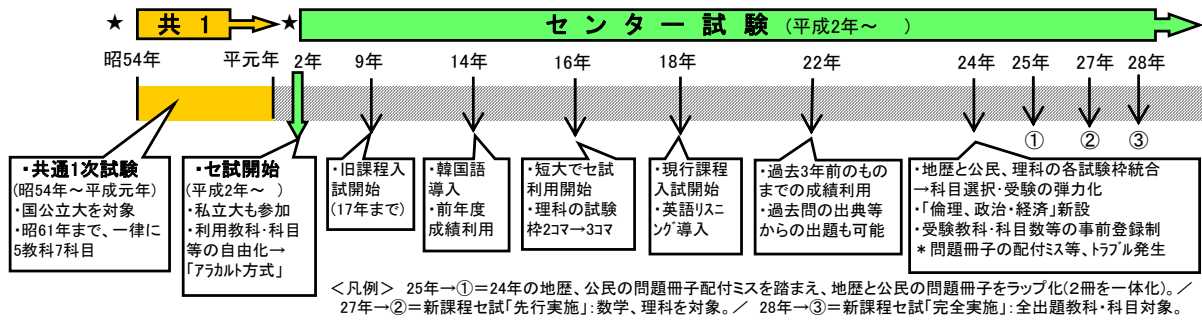 ★ 共 1 ★ セ ン タ ー 試 験 (平成2年～　　)
昭54年 平元年 2年 9年 14年 16年 18年 22年 24年 25年 27年 28年
① ② ③
・共通1次試験
(昭54年～平成元年)
・国公立大を対象
・昭61年まで、一律に
5教科7科目
・セ試開始
(平成2年～　)
・私立大も参加
・利用教科・科目
等の自由化→
「アラカルト方式」
・旧課程入
試開始
(17年まで)
・韓国語
導入
・前年度
成績利用
・短大でセ試
利用開始
・理科の試験
枠2コマ→3コマ
・現行課程
入試開始
・英語リスニ
ング導入
・過去3年前のもの
までの成績利用
・過去問の出典等
からの出題も可能
・地歴と公民、理科の各試験枠統合
→科目選択・受験の弾力化
・「倫理、政治・経済」新設
・受験教科・科目数等の事前登録制
＊問題冊子の配付ミス等、トラブル発生
＜凡例＞ 25年→①=24年の地歴、公民の問題冊子配付ミスを踏まえ、地歴と公民の問題冊子をラップ化(2冊を一体化)。／
27年→②=新課程セ試「先行実施」:数学、理科を対象。／ 28年→③=新課程セ試「完全実施」:全出題教科・科目対象。